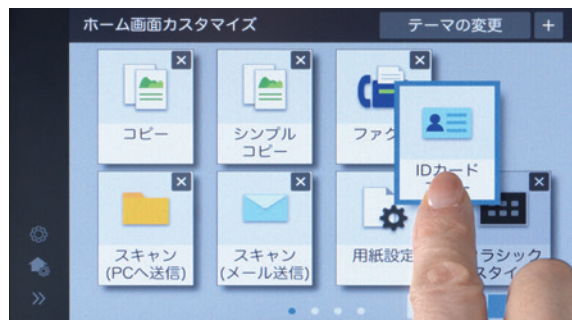 ホーム画面カスタマイズ
テーマの変更
+
コピー
シンプル
コピー
ファク
IDカード
スキャン
(PCへ送信)
スキャン
(メール送信)
用紙設定
ラシック
スタイ